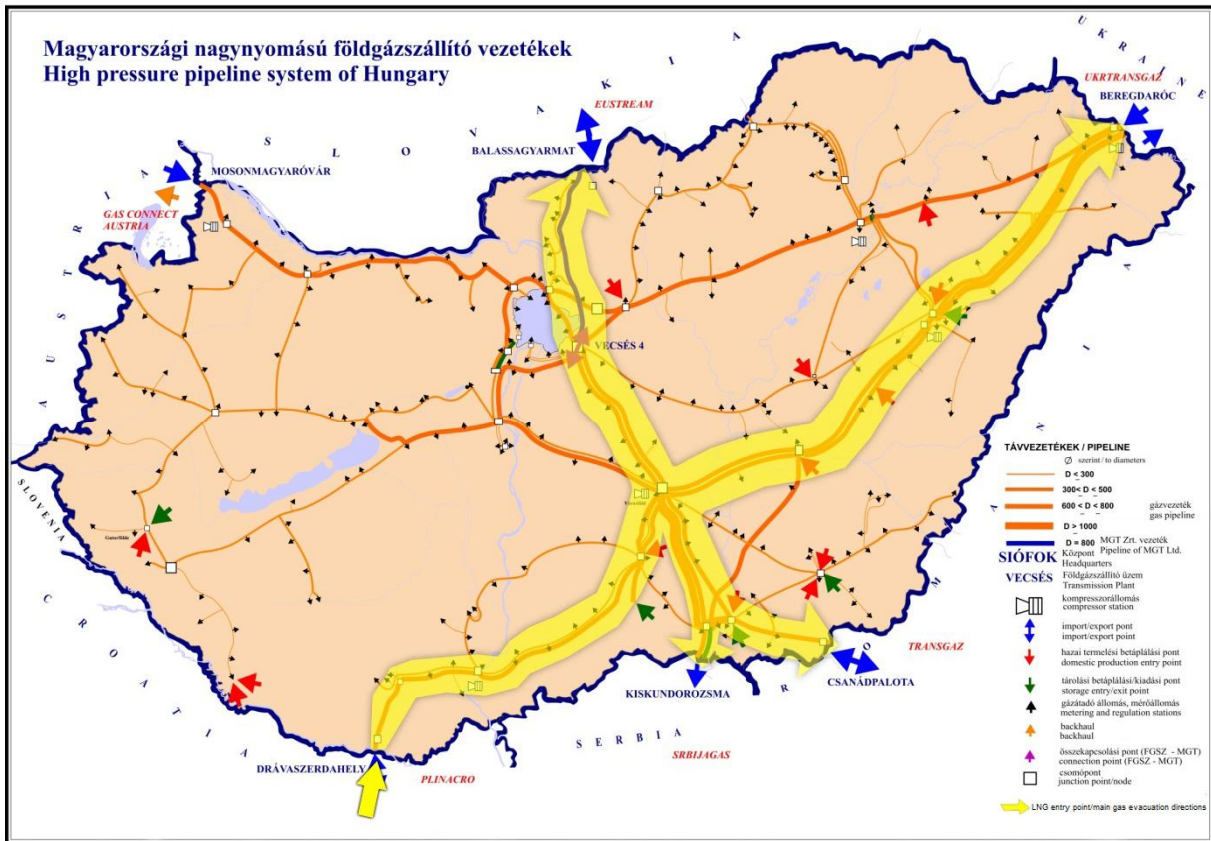 Magyarországi nagynyomású földgázszállító vezetékek
High pressure pipeline system of Hungary
UKRAINE
UKRTRANSGAZ
BEREGDARÓC
SLOVAKIA
EUSTREAM
BALASSAGYARMAT
MOSONMAGYARÓVÁR
GAS CONNECT
AUSTRIA
AUSTRIA
VECSÉS 4
SLOVENIA
CROATIA
ROMANIA
TRANSGAZ
CSANÁDPALOTA
KISKUNDOROZSMA
SERBIA
SRBIJAGAS
DRÁVASZERDAHELY
PLINACRO
TÁVVEZETÉKEK / PIPELINE
Ø szerint / to diameters
D < 300
300< D < 500
600 < D < 800
gázvezeték
gas pipeline
D > 1000
D = 800
MGT Zrt. vezeték
Pipeline of MGT Ltd.
SIÓFOK
Központ
Headquarters
VECSÉS
Földgázszállító üzem
Transmission Plant
kompresszorállomás
compressor station
import/export pont
import/export point
hazai termelési betáplálási pont
domestic production entry point
tárolási betáplálási/kiadási pont
storage entry/exit point
gázátadó állomás, mérőállomás
metering and regulation stations
backhaul
backhaul
összekapcsolási pont (FGSZ - MGT)
connection point (FGSZ - MGT)
csomópont
junction point/node
LNG entry point/main gas evacuation directions